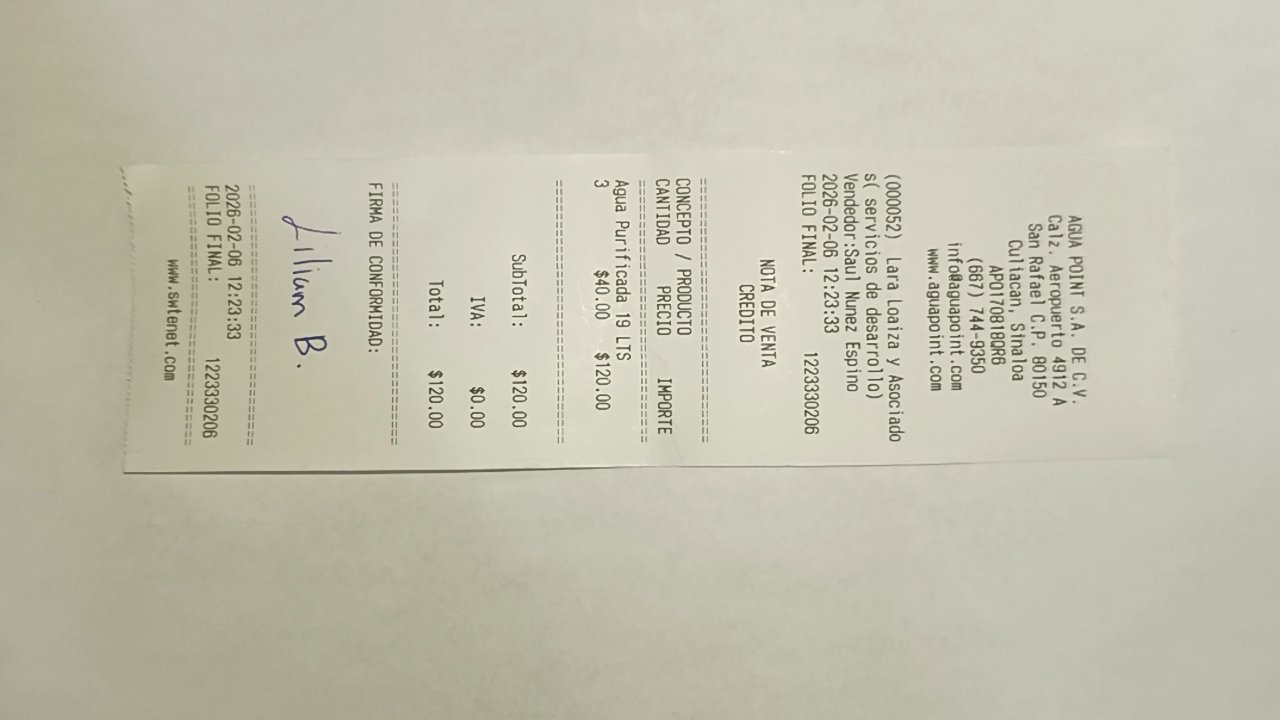 AGUA POINT S.A. DE C.V.
Calz. Aeropuerto 4912 A
San Rafael C.P. 80150
Culiacan, Sinaloa
APO170818QR6
(667) 744-9350
info@aguapoint.com
www.aguapoint.com
(000052) Lara Loaiza y Asociado
s( servicios de desarrollo)
Vendedor:Saul Nunez Espino
2026-02-06 12:23:33
FOLIO FINAL: 1223330206
NOTA DE VENTA
CREDITO
================================
CONCEPTO / PRODUCTO
CANTIDAD PRECIO IMPORTE
================================
Agua Purificada 19 LTS
3 $40.00 $120.00
================================
SubTotal: $120.00
IVA: $0.00
Total: $120.00
================================
FIRMA DE CONFORMIDAD:
Lilium B.
================================
2026-02-06 12:23:33
FOLIO FINAL: 1223330206
================================
www.swtenet.com